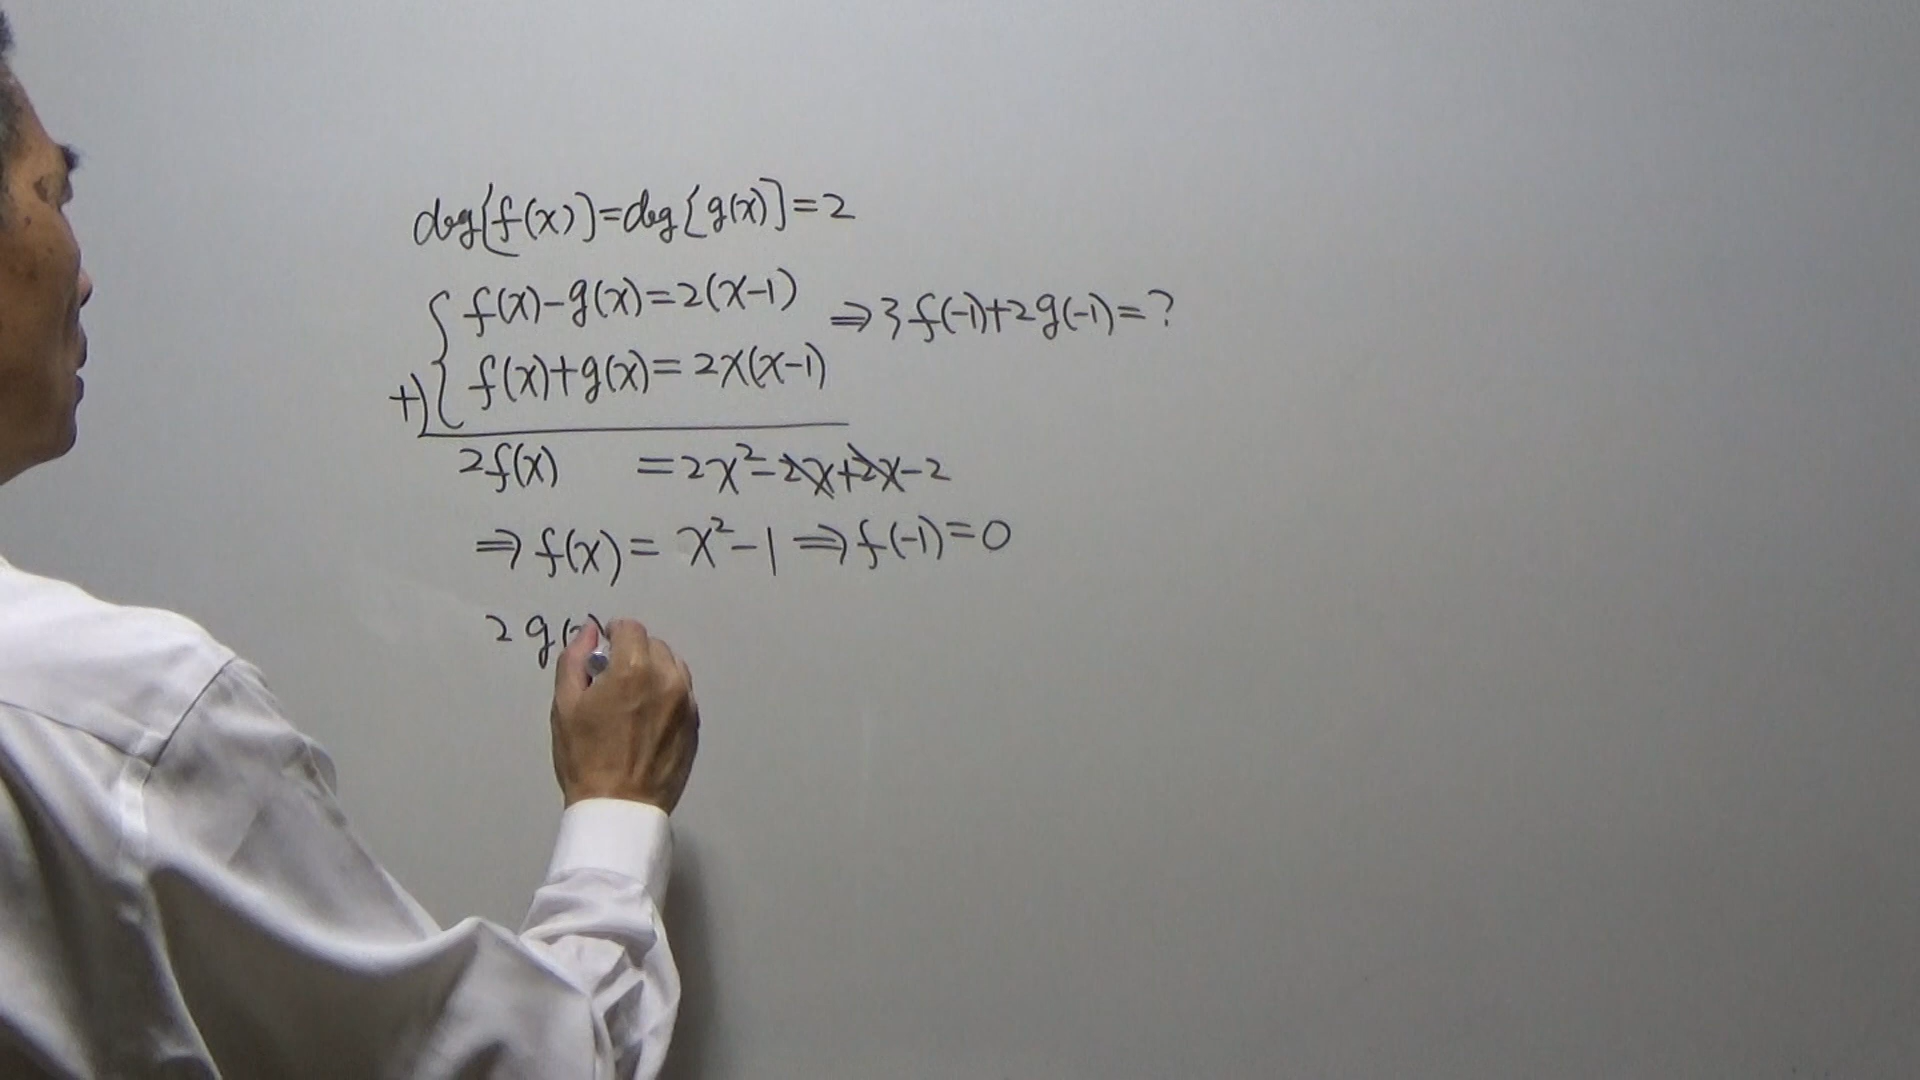 deg[f(x)]=deg[g(x)]=2
f(x)-g(x)=2(x-1) ⇒3f(-1)+2g(-1)=?
+) f(x)+g(x)=2x(x-1)
2f(x) =2x²-2x+2x-2
⇒f(x)= x²-1 ⇒f(-1)=0
2g(x)